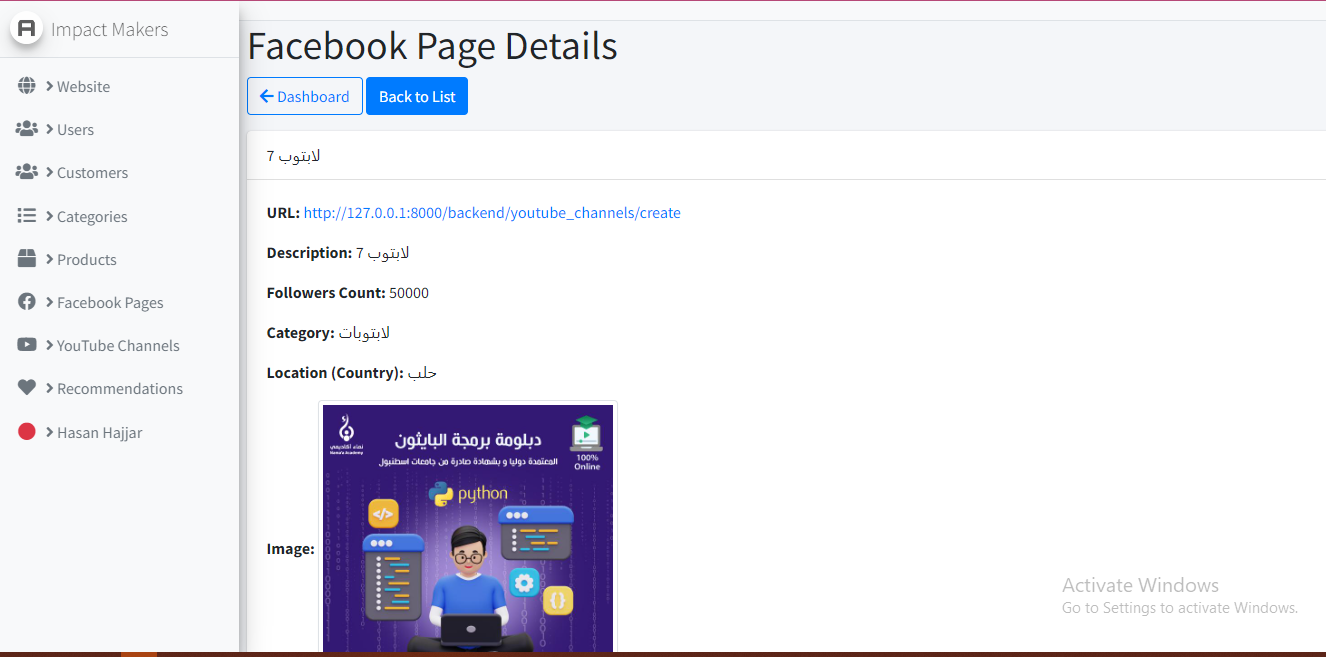 Impact Makers
Website
Users
Customers
Categories
Products
Facebook Pages
YouTube Channels
Recommendations
Hasan Hajjar
Facebook Page Details
Dashboard
Back to List
لابتوب 7
URL: http://127.0.0.1:8000/backend/youtube_channels/create
Description: لابتوب 7
Followers Count: 50000
Category: لابتوبات
Location (Country): حلب
Image:
نماء أكاديمي
Nama'a Academy
دبلومة برمجة البايثون
المعتمدة دوليا و بشهادة صادرة من جامعات اسطنبول
100%
Online
python
</>
{}
Activate Windows
Go to Settings to activate Windows.